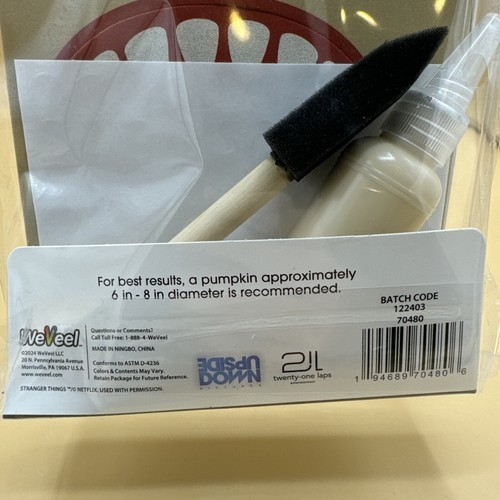 For best results, a pumpkin approximately
6 in - 8 in diameter is recommended.
BATCH CODE
122403
70480
WeVeel
©2024 WeVeel LLC
20 N. Pennsylvania Avenue
Morrisville, PA 19067 U.S.A.
www.weveel.com
Questions or Comments?
Call Toll Free: 1-888-4-WeVeel
MADE IN NINGBO, CHINA
Conforms to ASTM D-4236
Colors & Contents May Vary.
Retain Package for Future Reference.
UPSIDE
DOWN
21L
twenty-one laps
1 94689 70480 6
STRANGER THINGS ™/© NETFLIX. USED WITH PERMISSION.